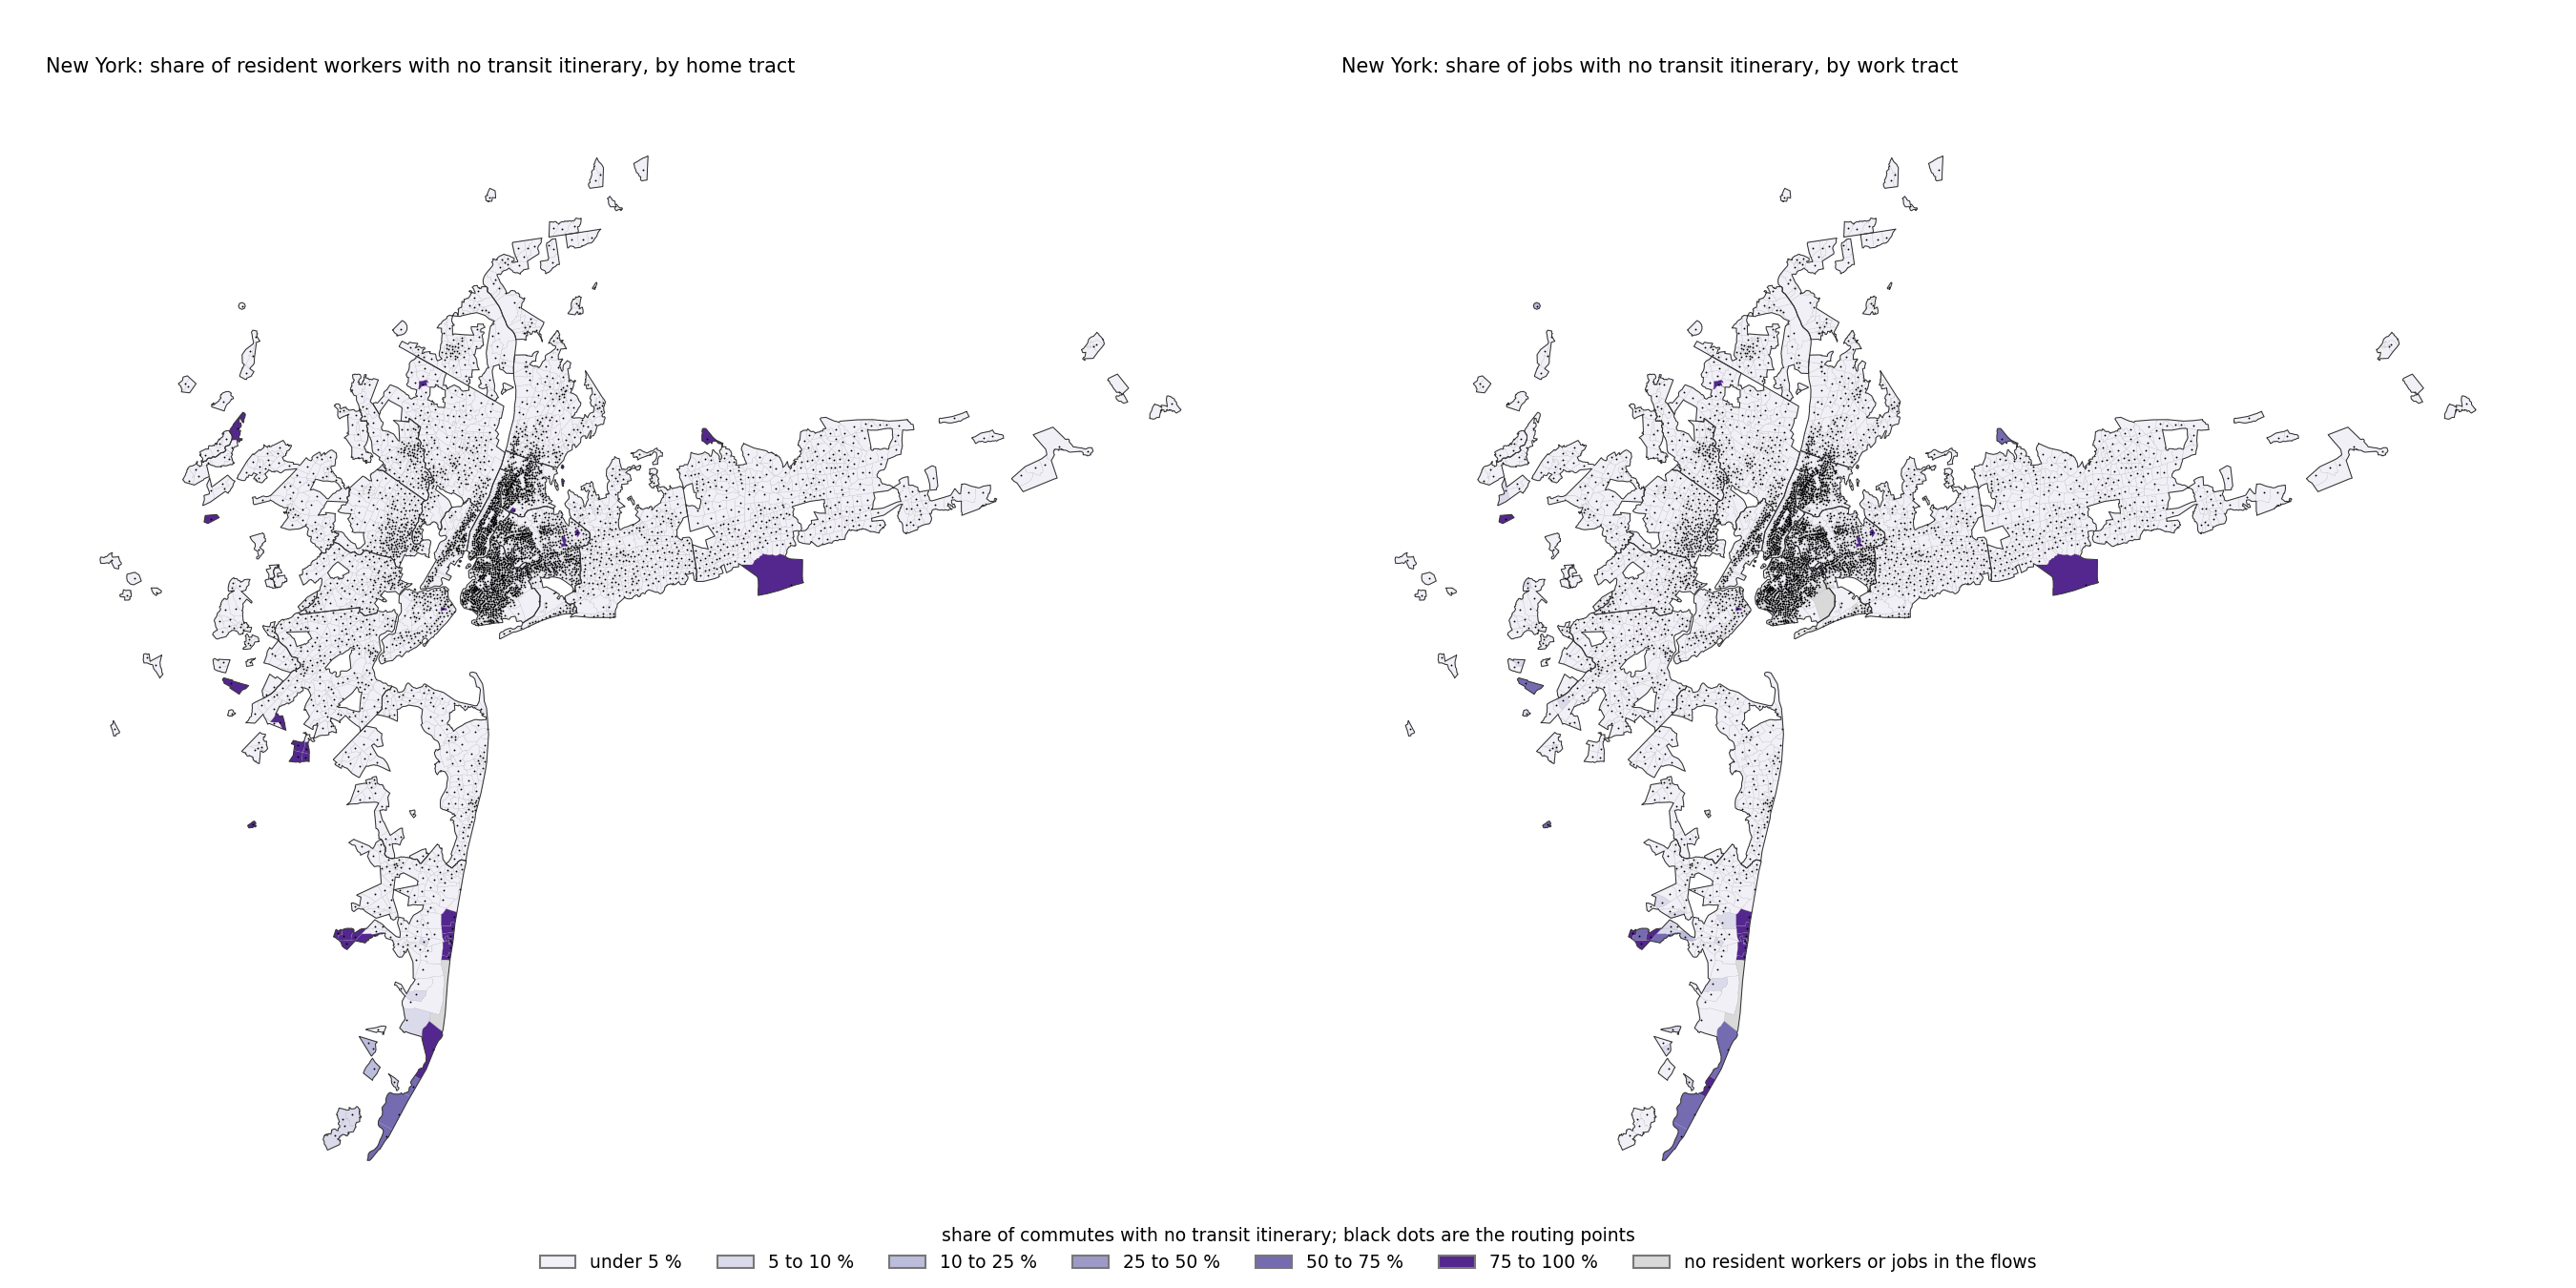 New York: share of resident workers with no transit itinerary, by home tract
New York: share of jobs with no transit itinerary, by work tract
share of commutes with no transit itinerary; black dots are the routing points
under 5 %
5 to 10 %
10 to 25 %
25 to 50 %
50 to 75 %
75 to 100 %
no resident workers or jobs in the flows